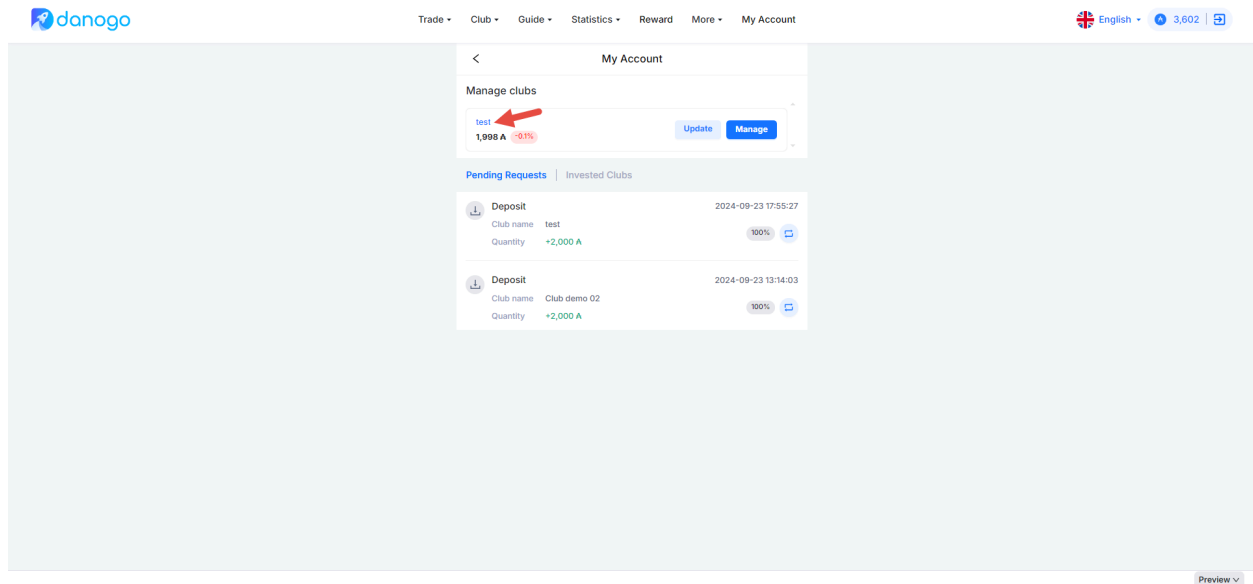 danogo Trade Club Guide Statistics Reward More My Account English 3,602
My Account
Manage clubs
test
1,998 ₳ -0.1% Update Manage
Pending Requests | Invested Clubs
Deposit 2024-09-23 17:55:27
Club name test 100%
Quantity +2,000 ₳
Deposit 2024-09-23 13:14:03
Club name Club demo 02 100%
Quantity +2,000 ₳
Preview